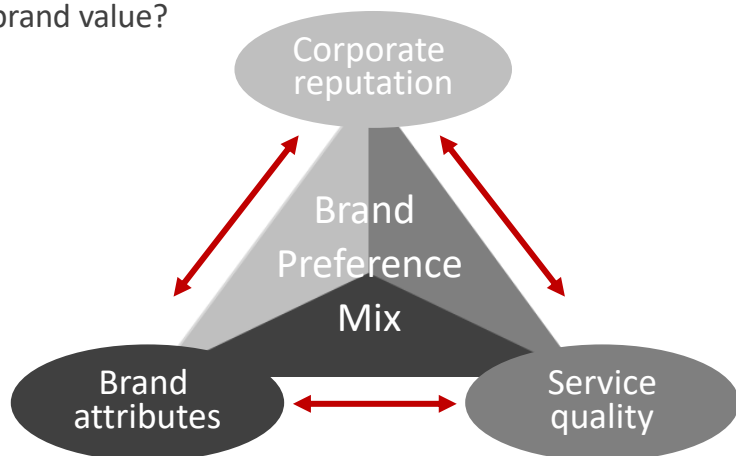 brand value?
Corporate
reputation
Brand
Preference
Mix
Brand
attributes
Service
quality